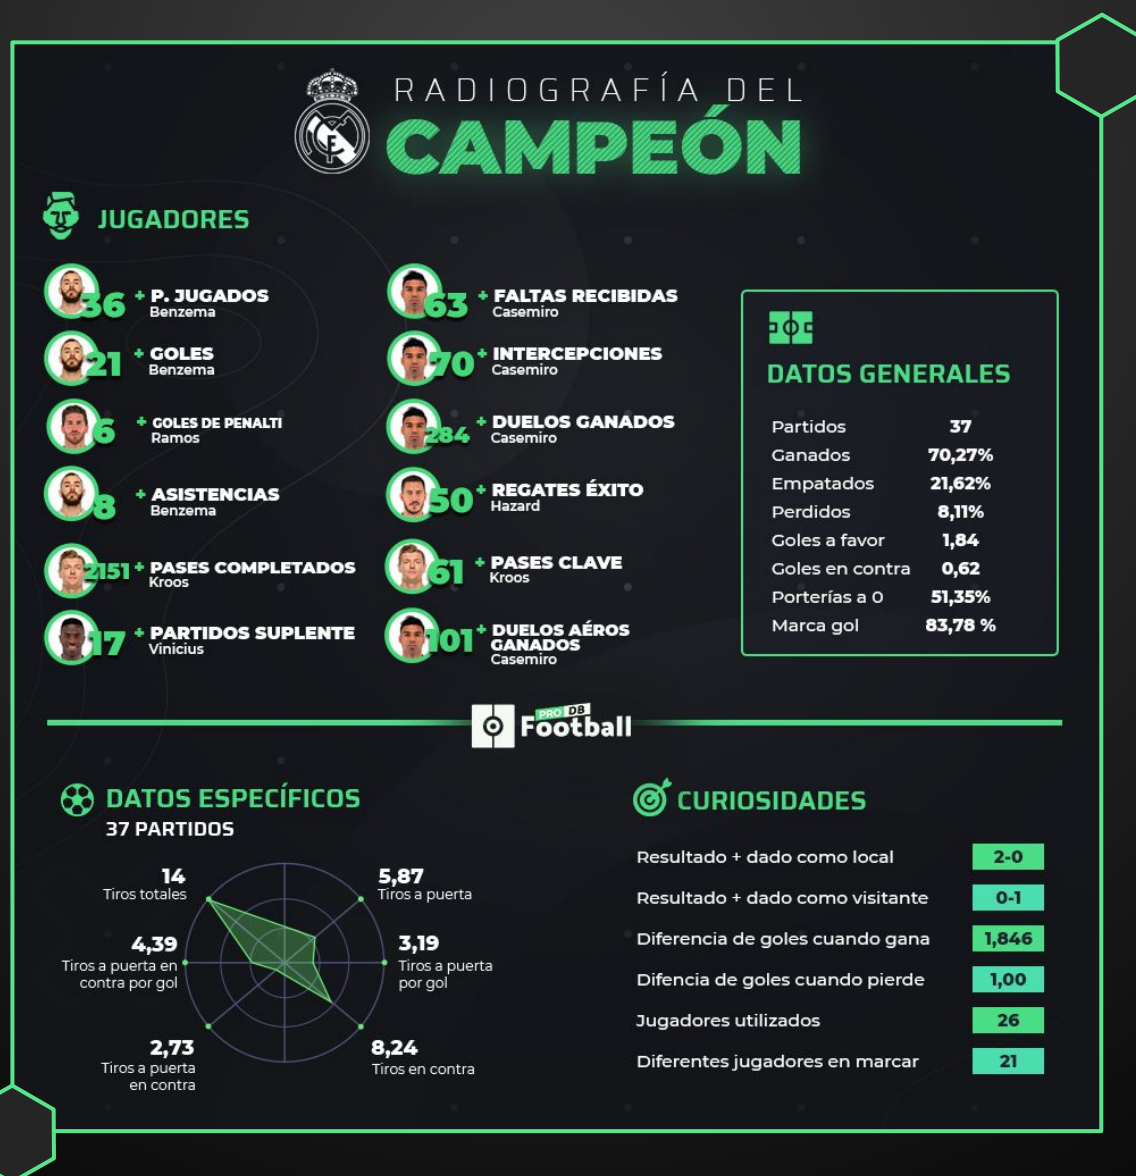 RADIOGRAFÍA DEL
CAMPEÓN
JUGADORES
36 + P. JUGADOS
Benzema
21 + GOLES
Benzema
6 + GOLES DE PENALTI
Ramos
8 + ASISTENCIAS
Benzema
2151 + PASES COMPLETADOS
Kroos
17 + PARTIDOS SUPLENTE
Vinicius
63 + FALTAS RECIBIDAS
Casemiro
70 + INTERCEPCIONES
Casemiro
284 + DUELOS GANADOS
Casemiro
50 + REGATES ÉXITO
Hazard
61 + PASES CLAVE
Kroos
101 + DUELOS AÉROS
GANADOS
Casemiro
DATOS GENERALES
Partidos 37
Ganados 70,27%
Empatados 21,62%
Perdidos 8,11%
Goles a favor 1,84
Goles en contra 0,62
Porterías a 0 51,35%
Marca gol 83,78 %
PRO DB
Football
DATOS ESPECÍFICOS
37 PARTIDOS
14
Tiros totales
5,87
Tiros a puerta
4,39
Tiros a puerta en
contra por gol
3,19
Tiros a puerta
por gol
2,73
Tiros a puerta
en contra
8,24
Tiros en contra
CURIOSIDADES
Resultado + dado como local 2-0
Resultado + dado como visitante 0-1
Diferencia de goles cuando gana 1,846
Difencia de goles cuando pierde 1,00
Jugadores utilizados 26
Diferentes jugadores en marcar 21